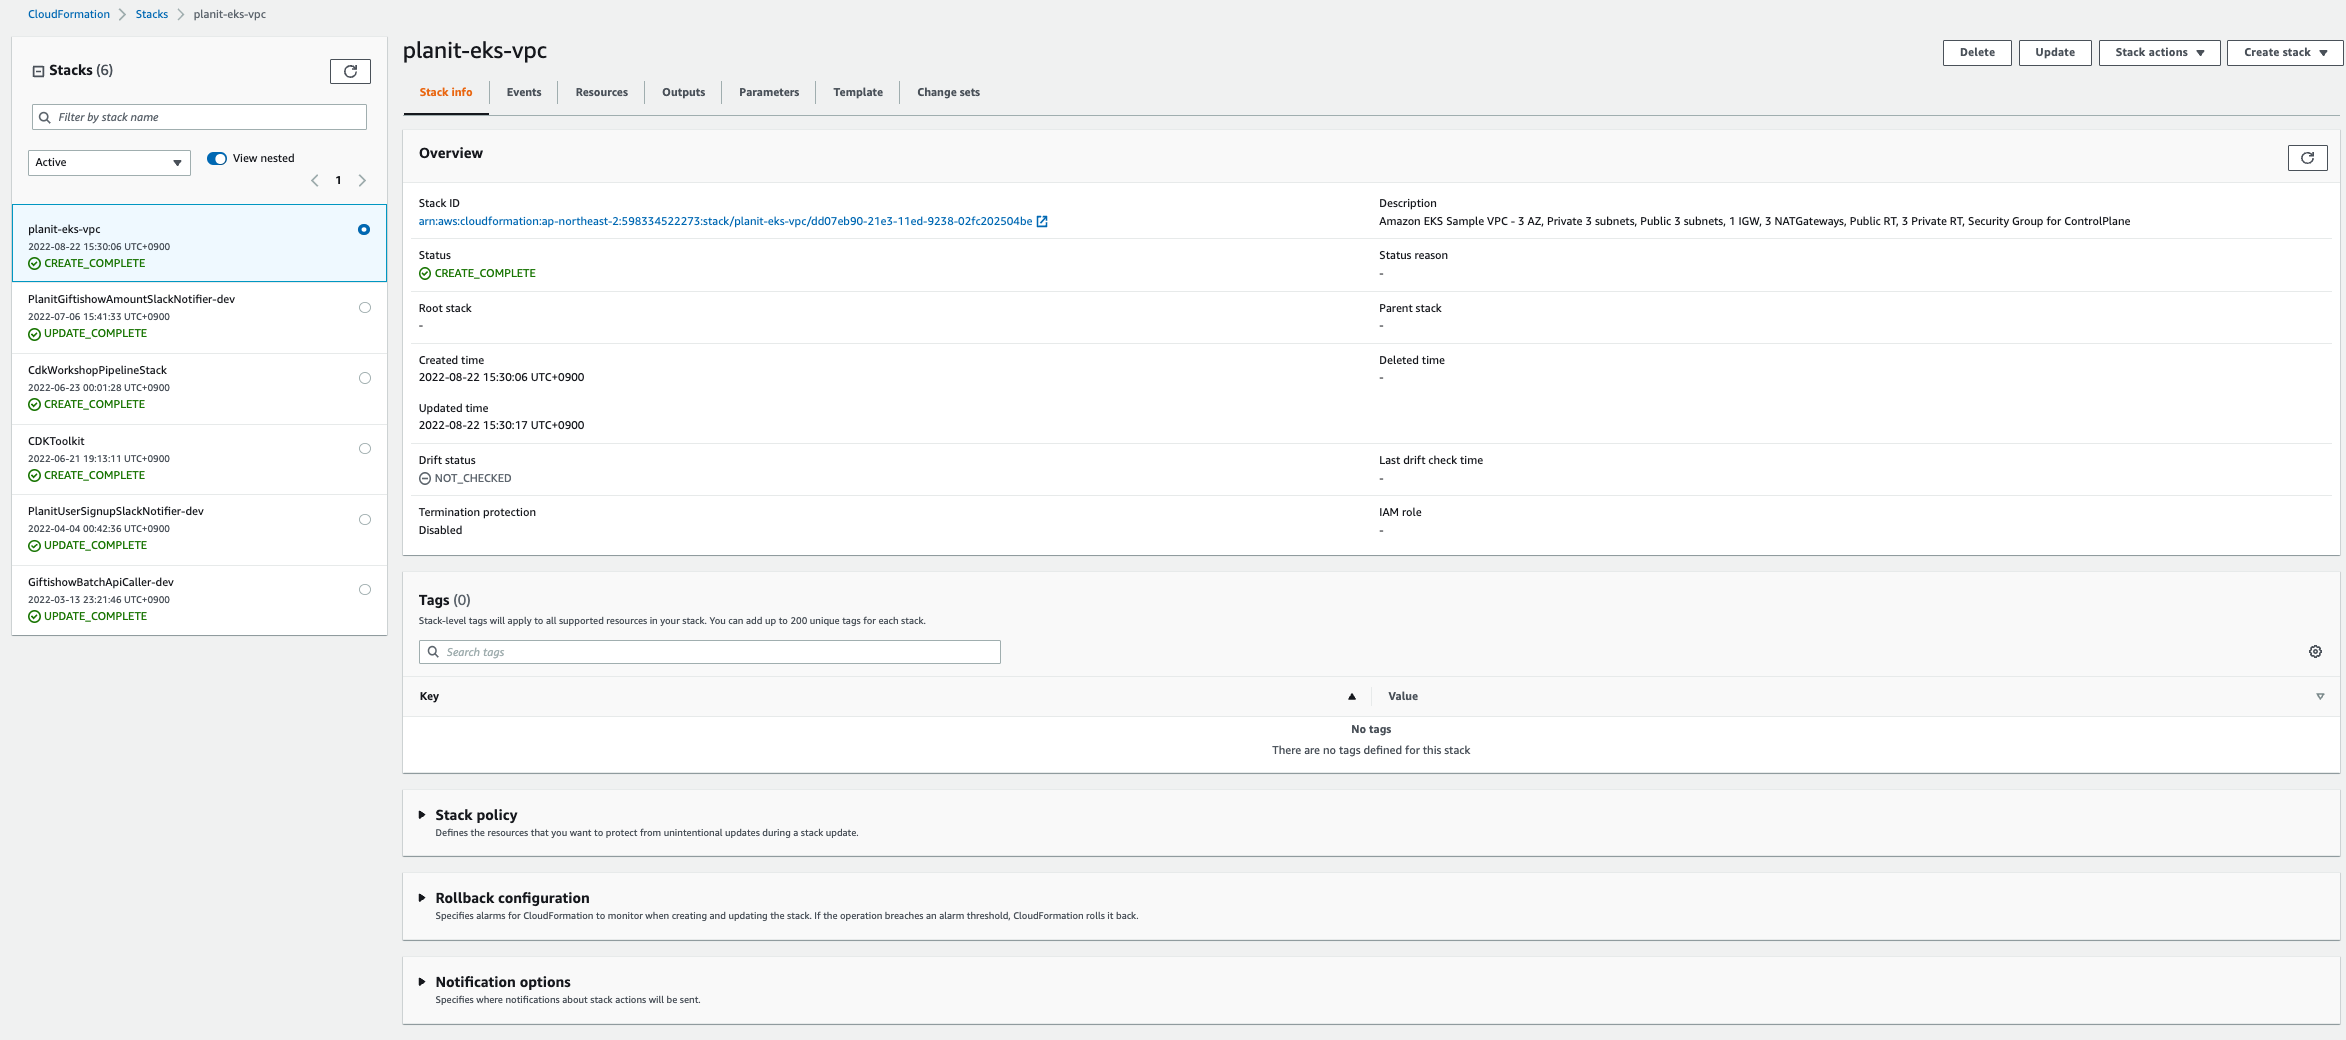 CloudFormation
Stacks
planit-eks-vpc
Stacks (6)
Filter by stack name
Active
View nested
1
planit-eks-vpc
2022-08-22 15:30:06 UTC+0900
CREATE_COMPLETE
PlanitGiftishowAmountSlackNotifier-dev
2022-07-06 15:41:33 UTC+0900
UPDATE_COMPLETE
CdkWorkshopPipelineStack
2022-06-23 00:01:28 UTC+0900
CREATE_COMPLETE
CDKToolkit
2022-06-21 19:13:11 UTC+0900
CREATE_COMPLETE
PlanitUserSignupSlackNotifier-dev
2022-04-04 00:42:36 UTC+0900
UPDATE_COMPLETE
GiftishowBatchApiCaller-dev
2022-03-13 23:21:46 UTC+0900
UPDATE_COMPLETE
planit-eks-vpc
Delete
Update
Stack actions
Create stack
Stack info
Events
Resources
Outputs
Parameters
Template
Change sets
Overview
Stack ID
arn:aws:cloudformation:ap-northeast-2:598334522273:stack/planit-eks-vpc/dd07eb90-21e3-11ed-9238-02fc202504be
Description
Amazon EKS Sample VPC - 3 AZ, Private 3 subnets, Public 3 subnets, 1 IGW, 3 NATGateways, Public RT, 3 Private RT, Security Group for ControlPlane
Status
CREATE_COMPLETE
Status reason
-
Root stack
-
Parent stack
-
Created time
2022-08-22 15:30:06 UTC+0900
Deleted time
-
Updated time
2022-08-22 15:30:17 UTC+0900
Drift status
NOT_CHECKED
Last drift check time
-
Termination protection
Disabled
IAM role
-
Tags (0)
Stack-level tags will apply to all supported resources in your stack. You can add up to 200 unique tags for each stack.
Search tags
Key
Value
No tags
There are no tags defined for this stack
Stack policy
Defines the resources that you want to protect from unintentional updates during a stack update.
Rollback configuration
Specifies alarms for CloudFormation to monitor when creating and updating the stack. If the operation breaches an alarm threshold, CloudFormation rolls it back.
Notification options
Specifies where notifications about stack actions will be sent.